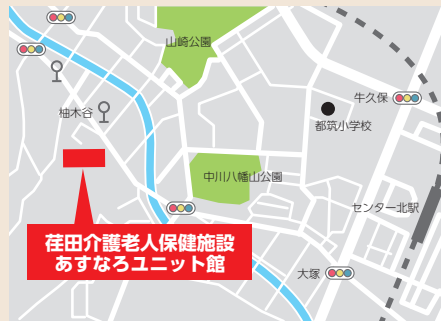 山崎公園
牛久保
柚木谷
都筑小学校
中川八幡山公園
センター北駅
荏田介護老人保健施設
あすなろユニット館
大塚